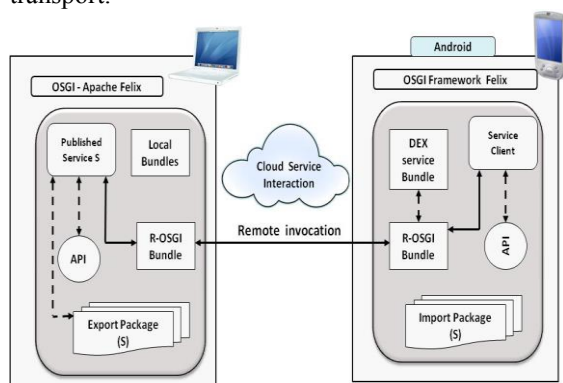 transport.
Android
OSGI - Apache Felix
OSGI Framework Felix
Published
Service S
Local
Bundles
API
R-OSGI
Bundle
Export Package
(S)
Cloud Service
Interaction
Remote invocation
DEX
service
Bundle
Service
Client
R-OSGI
Bundle
API
Import Package
(S)